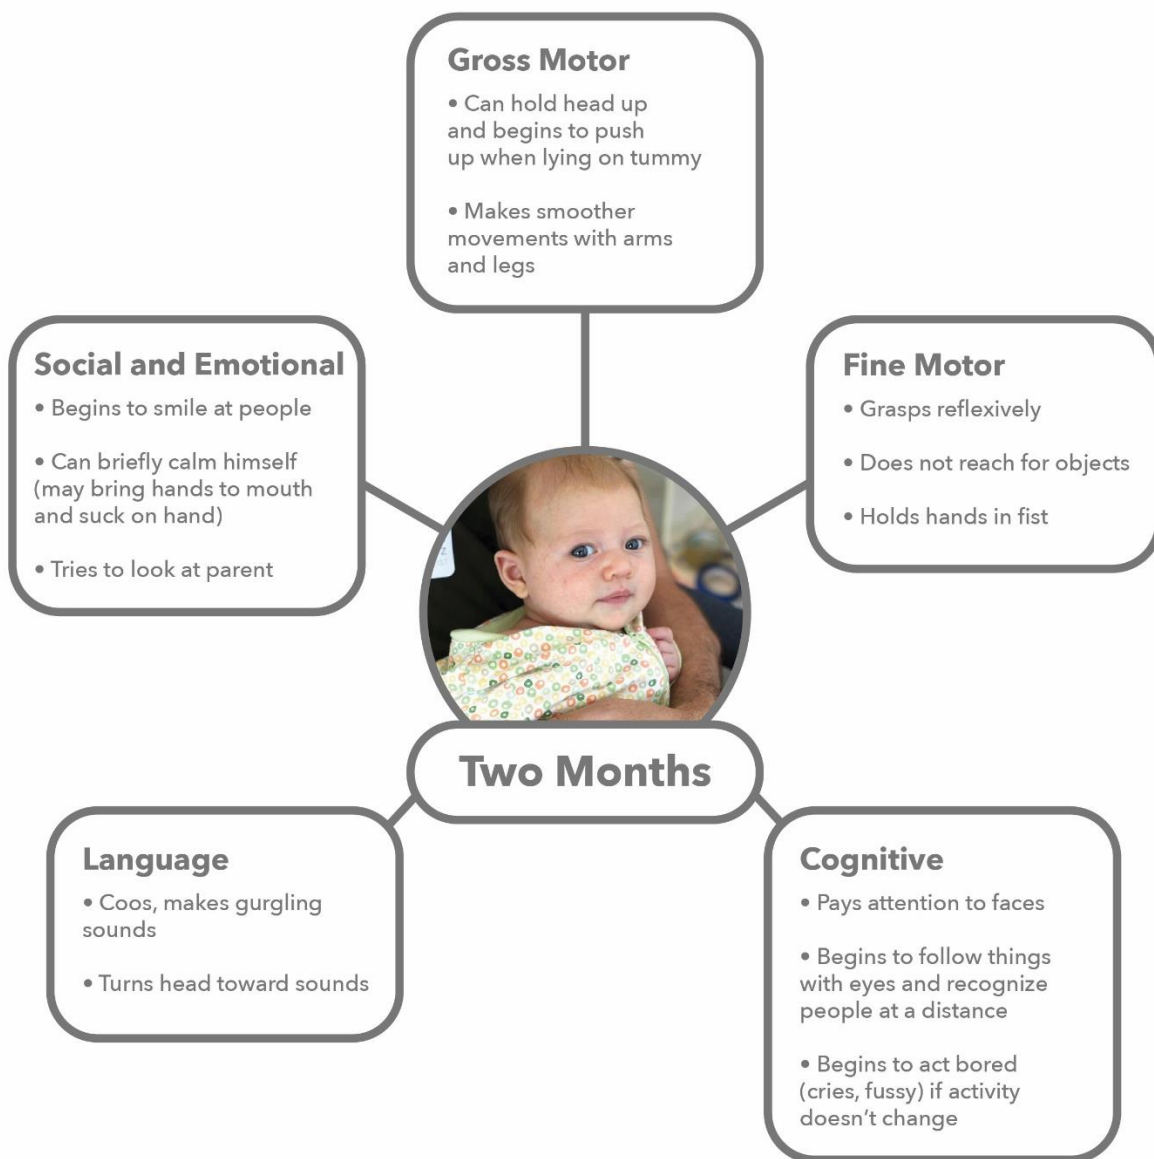 Gross Motor
• Can hold head up
and begins to push
up when lying on tummy
• Makes smoother
movements with arms
and legs
Social and Emotional
• Begins to smile at people
• Can briefly calm himself
(may bring hands to mouth
and suck on hand)
• Tries to look at parent
Fine Motor
• Grasps reflexively
• Does not reach for objects
• Holds hands in fist
Two Months
Language
• Coos, makes gurgling
sounds
• Turns head toward sounds
Cognitive
• Pays attention to faces
• Begins to follow things
with eyes and recognize
people at a distance
• Begins to act bored
(cries, fussy) if activity
doesn't change